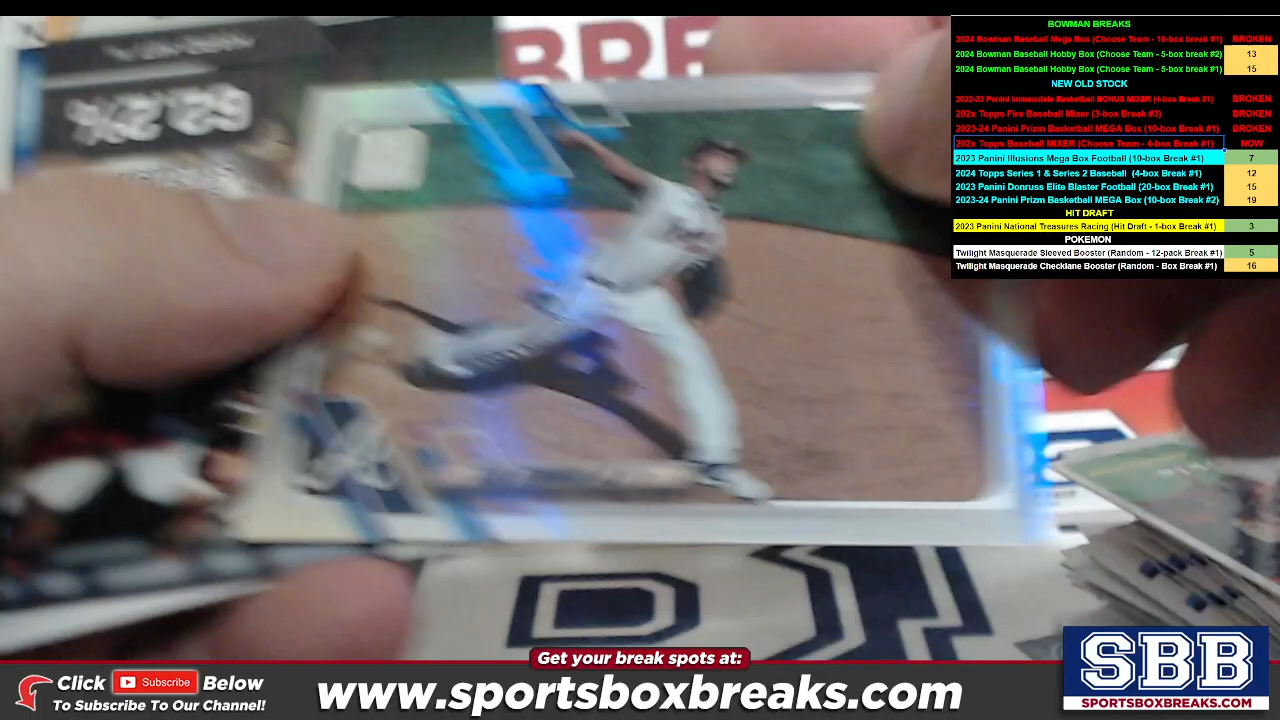 BOWMAN BREAKS
2024 Bowman Baseball Mega Box (Choose Team - 10-box break #1) BROKEN
2024 Bowman Baseball Hobby Box (Choose Team - 5-box break #2) 13
2024 Bowman Baseball Hobby Box (Choose Team - 5-box break #1) 15
NEW OLD STOCK
2022-23 Panini Immaculate Basketball BONUS MIXER (4-box Break #1) BROKEN
202x Topps Fire Baseball Mixer (3-box break #3) BROKEN
2023-24 Panini Prizm Basketball MEGA Box (10-box Break #1) BROKEN
202x Topps Baseball MIXER (Choose Team - 4-box Break #1) NOW
2023 Panini Illusions Mega Box Football (10-box Break #1) 7
2024 Topps Series 1 & Series 2 Baseball (4-box Break #1) 12
2023 Panini Donruss Elite Blaster Football (20-box Break #1) 15
2023-24 Panini Prizm Basketball MEGA Box (10-box Break #2) 19
HIT DRAFT
2023 Panini National Treasures Racing (Hit Draft - 1-box Break #1) 3
POKEMON
Twilight Masquerade Sleeved Booster (Random - 12-pack Break #1) 5
Twilight Masquerade Checklane Booster (Random - Box Break #1) 16
Get your break spots at:
Click Subscribe Below
To Subscribe To Our Channel!
www.sportsboxbreaks.com
SBB
SPORTSBOXBREAKS.COM